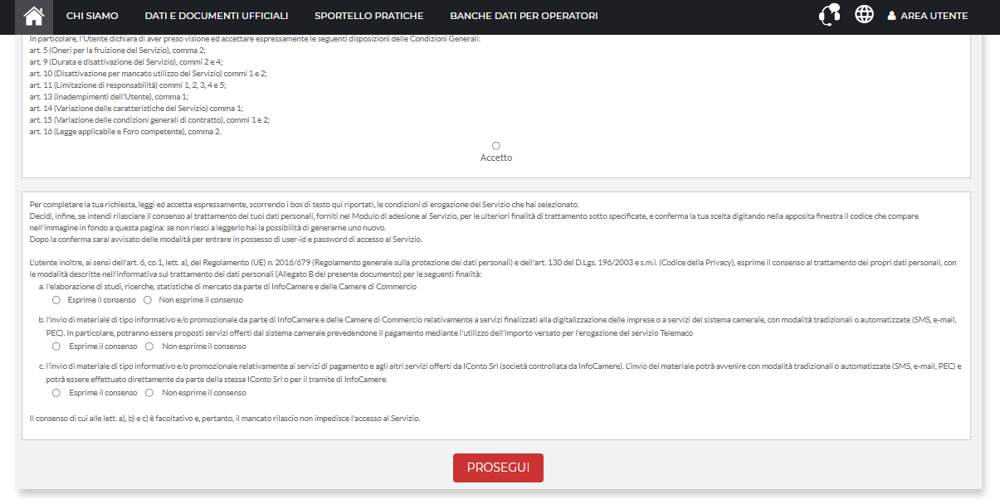 CHI SIAMO DATI E DOCUMENTI UFFICIALI SPORTELLO PRATICHE BANCHE DATI PER OPERATORI AREA UTENTE
In particolare, l'Utente dichiara di aver preso visione ed accettare espressamente le seguenti disposizioni delle Condizioni Generali:
art. 5 (Oneri per la fruizione del Servizio), comma 2;
art. 9 (Durata e disattivazione del Servizio), commi 2 e 4;
art. 10 (Disattivazione per mancato utilizzo del Servizio) commi 1 e 2;
art. 11 (Limitazione di responsabilità) commi 1, 2, 3, 4 e 5;
art. 13 (Inadempimenti dell'Utente), comma 1;
art. 14 (Variazione delle caratteristiche del Servizio) comma 1;
art. 15 (Variazione delle condizioni generali di contratto), commi 1 e 2;
art. 16 (Legge applicabile e Foro competente), comma 2.
Accetto
Per completare la tua richiesta, leggi ed accetta espressamente, scorrendo i box di testo qui riportati, le condizioni di erogazione del Servizio che hai selezionato.
Decidi, infine, se intendi rilasciare il consenso al trattamento dei tuoi dati personali, forniti nel Modulo di adesione al Servizio, per le ulteriori finalità di trattamento sotto specificate, e conferma la tua scelta digitando nella apposita finestra il codice che compare
nell'immagine in fondo a questa pagina: se non riesci a leggerlo hai la possibilità di generarne uno nuovo.
Dopo la conferma sarai avvisato delle modalità per entrare in possesso di user-id e password di accesso al Servizio.
L'utente inoltre, ai sensi dell'art. 6, co.1, lett. a), del Regolamento (UE) n. 2016/679 (Regolamento generale sulla protezione dei dati personali) e dell'art. 130 del D.Lgs. 196/2003 e s.m.i. (Codice della Privacy), esprime il consenso al trattamento dei propri dati personali, con
le modalità descritte nell'informativa sul trattamento dei dati personali (Allegato B del presente documento) per le seguenti finalità:
a. l'elaborazione di studi, ricerche, statistiche di mercato da parte di InfoCamere e delle Camere di Commercio
Esprime il consenso Non esprime il consenso
b. l'invio di materiale di tipo informativo e/o promozionale da parte di InfoCamere e delle Camere di Commercio relativamente a servizi finalizzati alla digitalizzazione delle imprese o a servizi del sistema camerale, con modalità tradizionali o automatizzate (SMS, e-mail,
PEC). In particolare, potranno essere proposti servizi offerti dal sistema camerale prevedendone il pagamento mediante l'utilizzo dell'importo versato per l'erogazione del servizio Telemaco
Esprime il consenso Non esprime il consenso
c. l'invio di materiale di tipo informativo e/o promozionale relativamente ai servizi di pagamento e agli altri servizi offerti da IConto Srl (società controllata da InfoCamere). L'invio del materiale potrà avvenire con modalità tradizionali o automatizzate (SMS, e-mail, PEC) e
potrà essere effettuato direttamente da parte della stessa IConto Srl o per il tramite di InfoCamere.
Esprime il consenso Non esprime il consenso
Il consenso di cui alle lett. a), b) e c) è facoltativo e, pertanto, il mancato rilascio non impedisce l'accesso al Servizio.
PROSEGUI